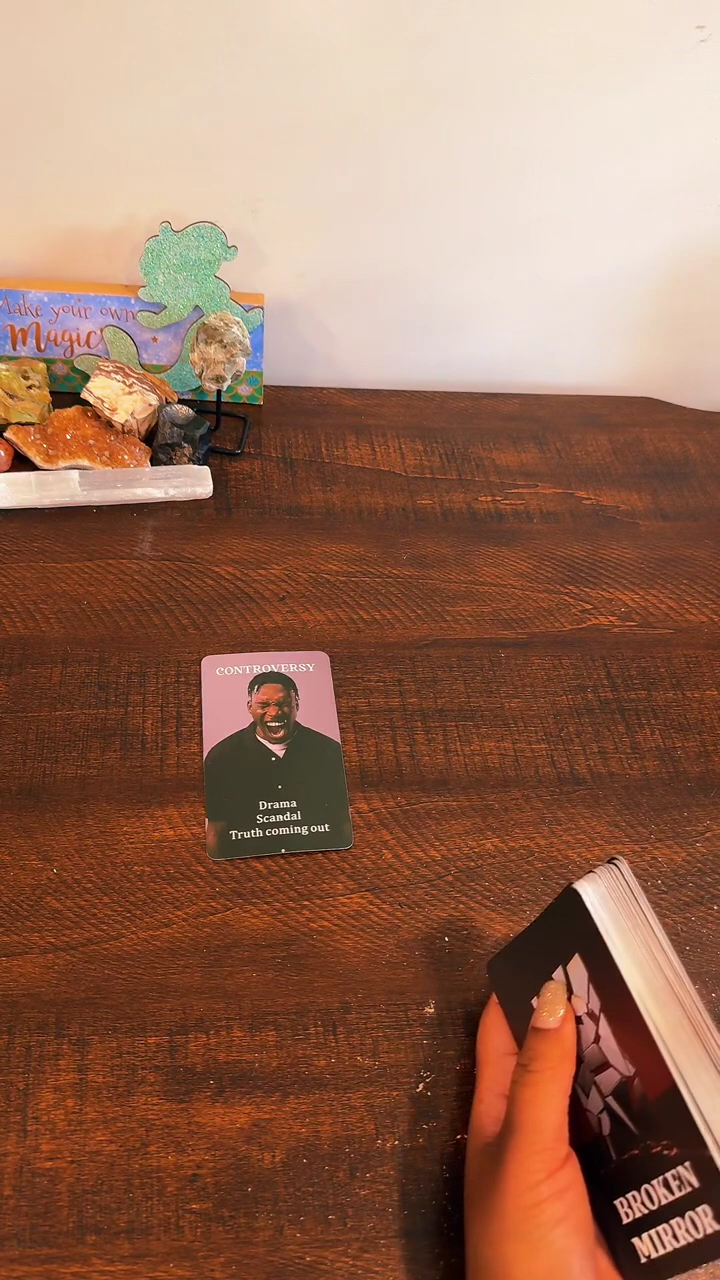 Make your own
Magic
CONTROVERSY
Drama
Scandal
Truth coming out
BROKEN
MIRROR